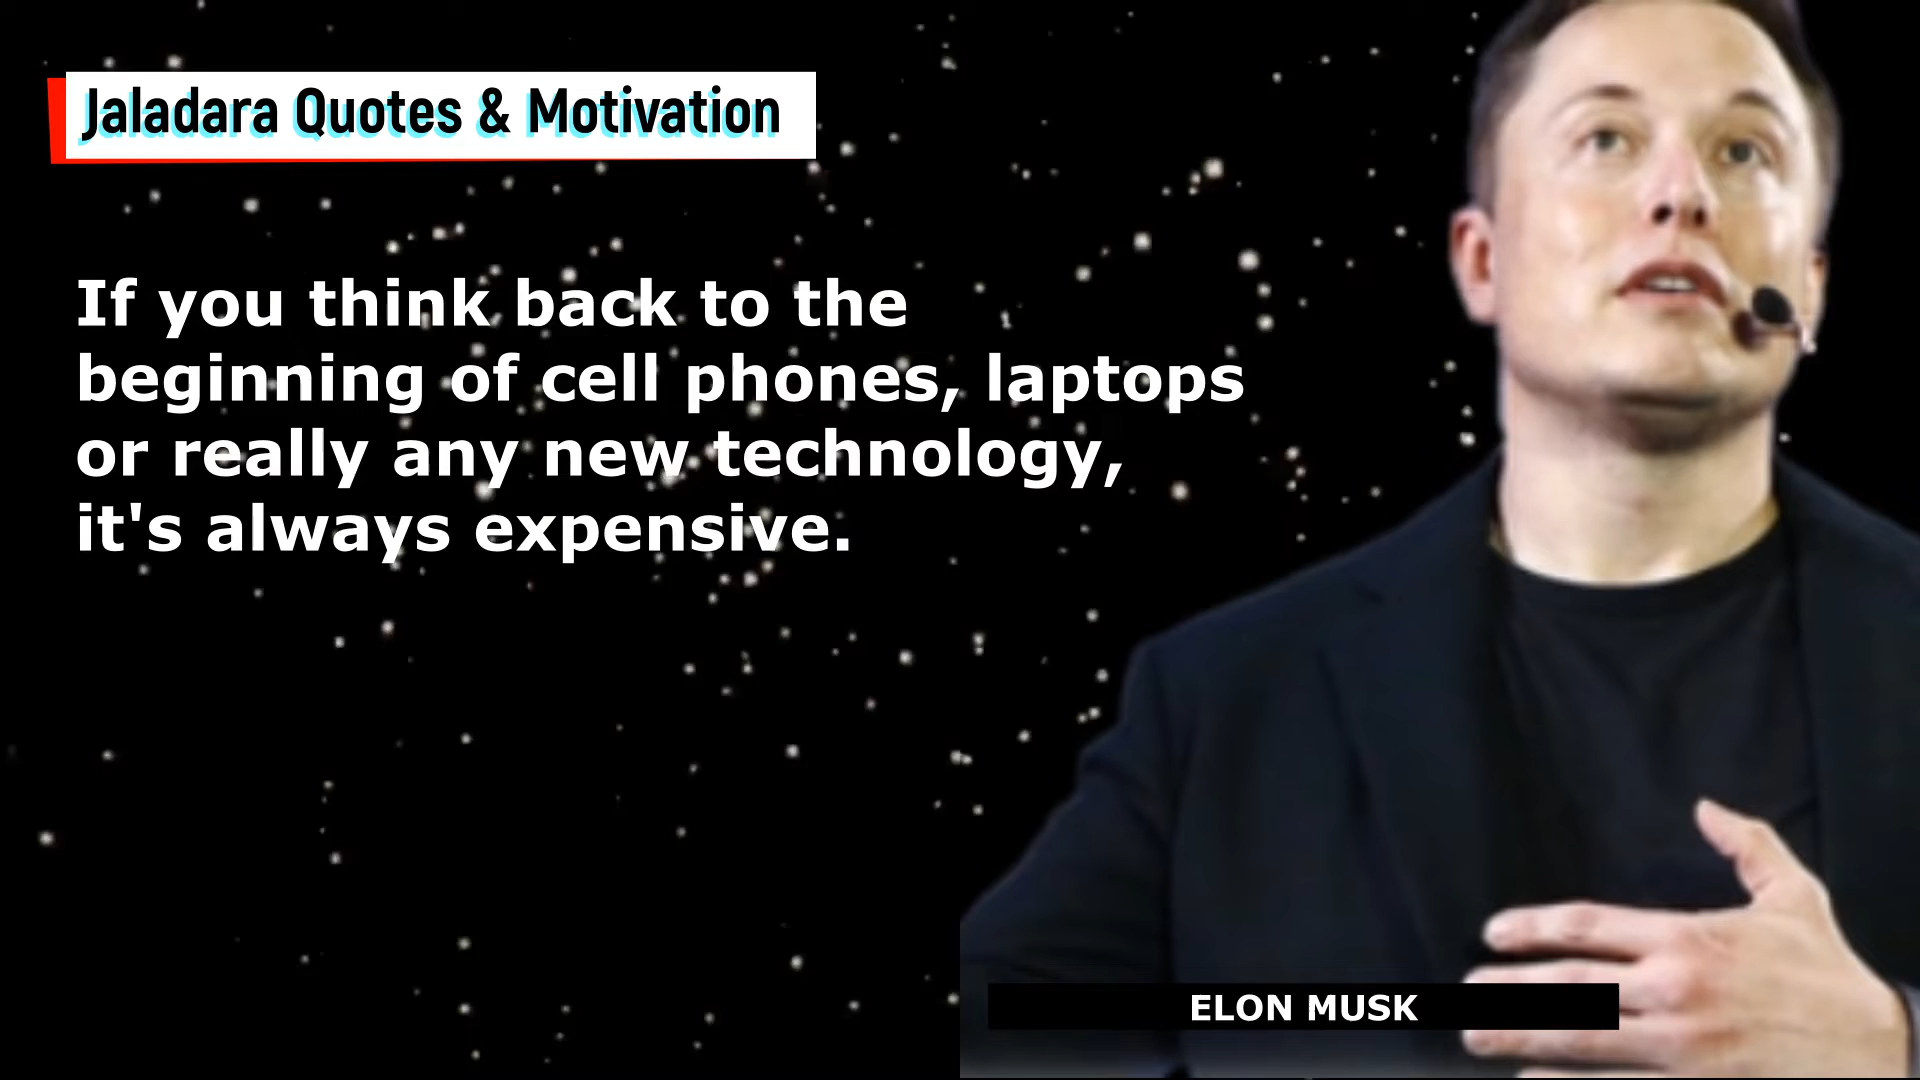 Jaladara Quotes & Motivation
If you think back to the
beginning of cell phones, laptops
or really any new technology,
it's always expensive.
ELON MUSK